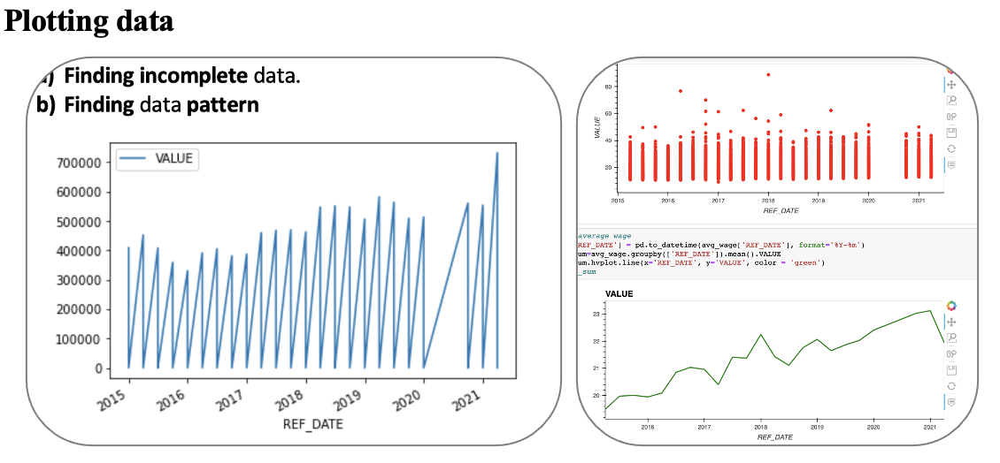 Plotting data
a) Finding incomplete data.
b) Finding data pattern
VALUE
700000
600000
500000
400000
300000
200000
100000
0
2015
2016
2017
2018
2019
2020
2021
REF_DATE
80
60
40
20
VALUE
2015
2016
2017
2018
2019
2020
2021
REF_DATE
average wage
REF_DATE'] = pd.to_datetime(avg_wage['REF_DATE'], format='%Y-%m')
um=avg_wage.groupby(['REF_DATE']).mean().VALUE
um.hvplot.line(x='REF_DATE', y='VALUE', color = 'green')
_sum
VALUE
23
22
21
20
2016
2017
2018
2019
2020
2021
REF_DATE